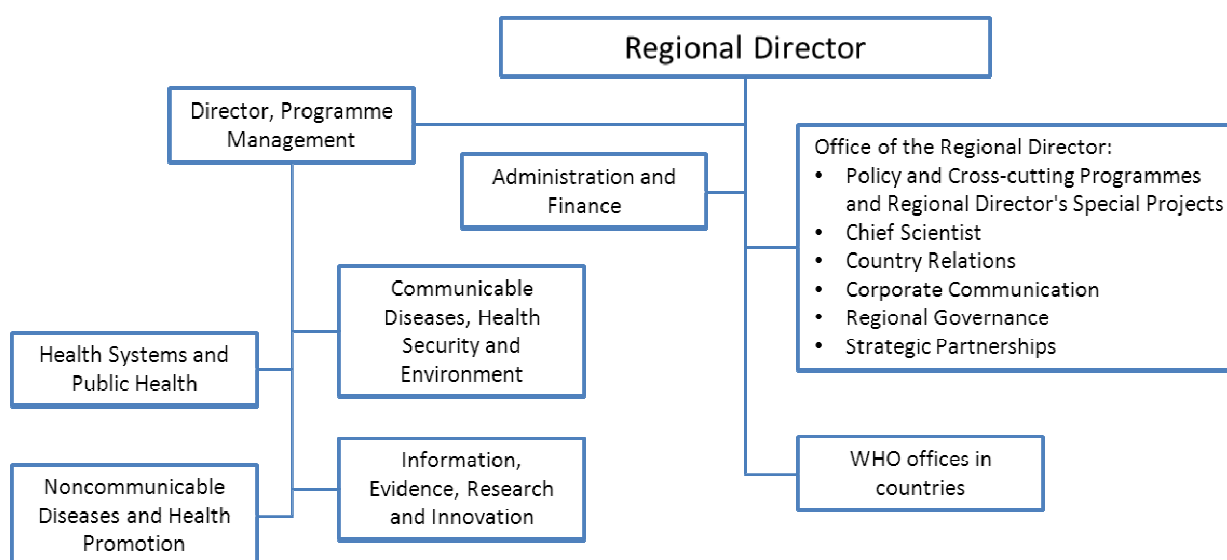 Regional Director
Director, Programme
Management
Administration and
Finance
Office of the Regional Director:
• Policy and Cross-cutting Programmes
and Regional Director's Special Projects
• Chief Scientist
• Country Relations
• Corporate Communication
• Regional Governance
• Strategic Partnerships
Communicable
Diseases, Health
Security and
Environment
Health Systems and
Public Health
Information,
Evidence, Research
and Innovation
Noncommunicable
Diseases and Health
Promotion
WHO offices in
countries